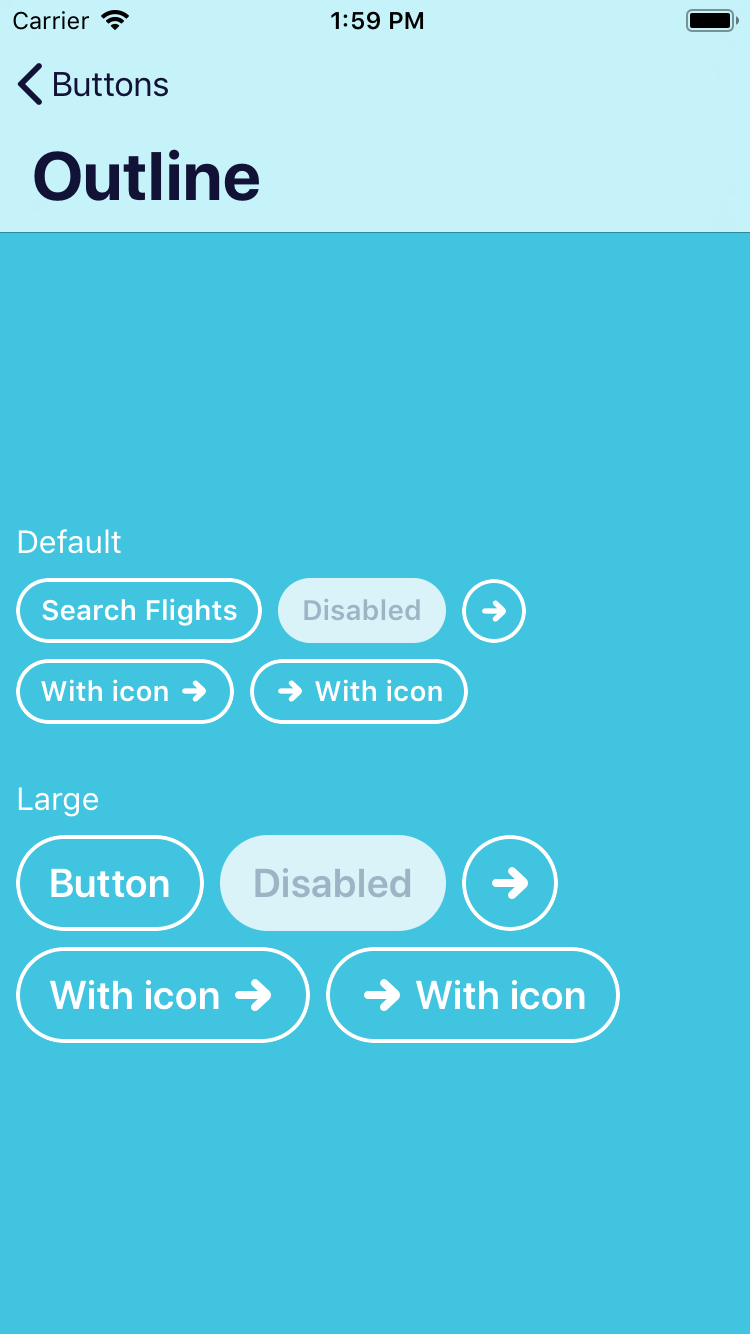 Carrier 1:59 PM
Buttons
Outline
Default
Search Flights Disabled
With icon With icon
Large
Button Disabled
With icon With icon